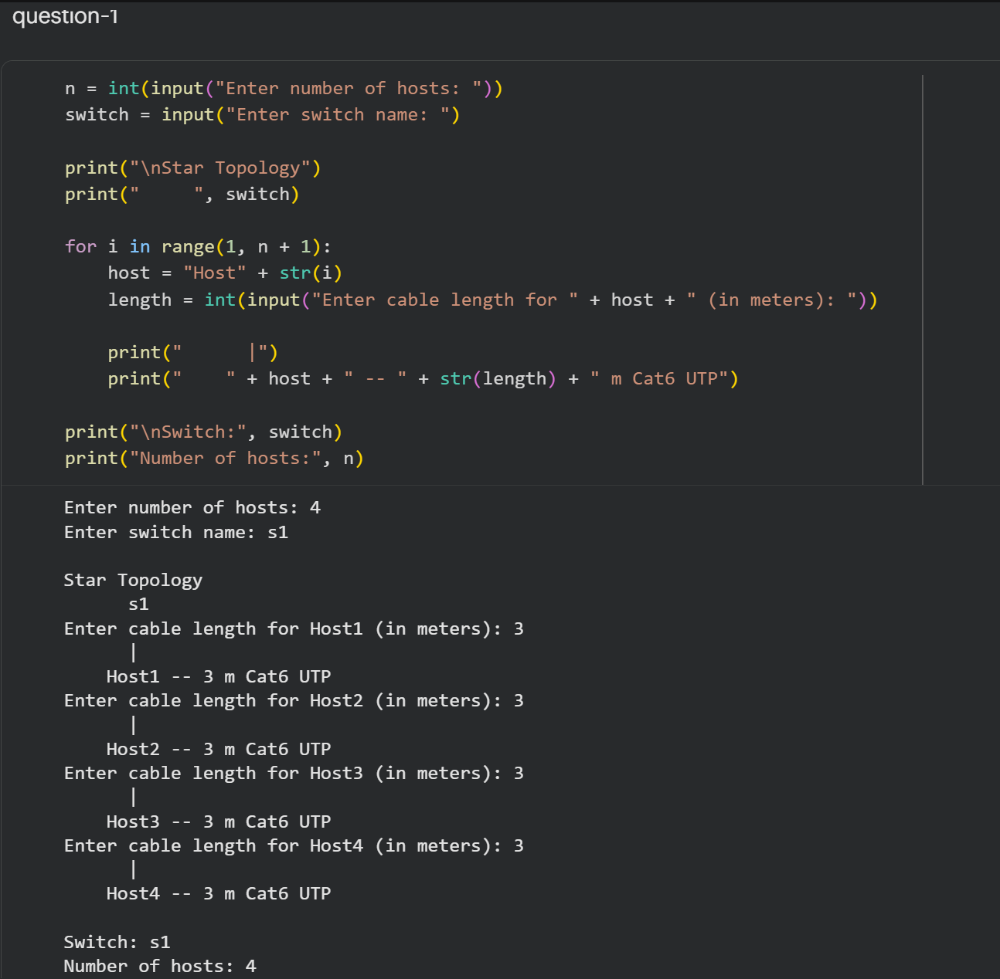 question-1
n = int(input("Enter number of hosts: "))
switch = input("Enter switch name: ")
print("\nStar Topology")
print("     ", switch)
for i in range(1, n + 1):
    host = "Host" + str(i)
    length = int(input("Enter cable length for " + host + " (in meters): "))
    print("      |")
    print("    " + host + " -- " + str(length) + " m Cat6 UTP")
print("\nSwitch:", switch)
print("Number of hosts:", n)
Enter number of hosts: 4
Enter switch name: s1
Star Topology
      s1
Enter cable length for Host1 (in meters): 3
      |
    Host1 -- 3 m Cat6 UTP
Enter cable length for Host2 (in meters): 3
      |
    Host2 -- 3 m Cat6 UTP
Enter cable length for Host3 (in meters): 3
      |
    Host3 -- 3 m Cat6 UTP
Enter cable length for Host4 (in meters): 3
      |
    Host4 -- 3 m Cat6 UTP
Switch: s1
Number of hosts: 4